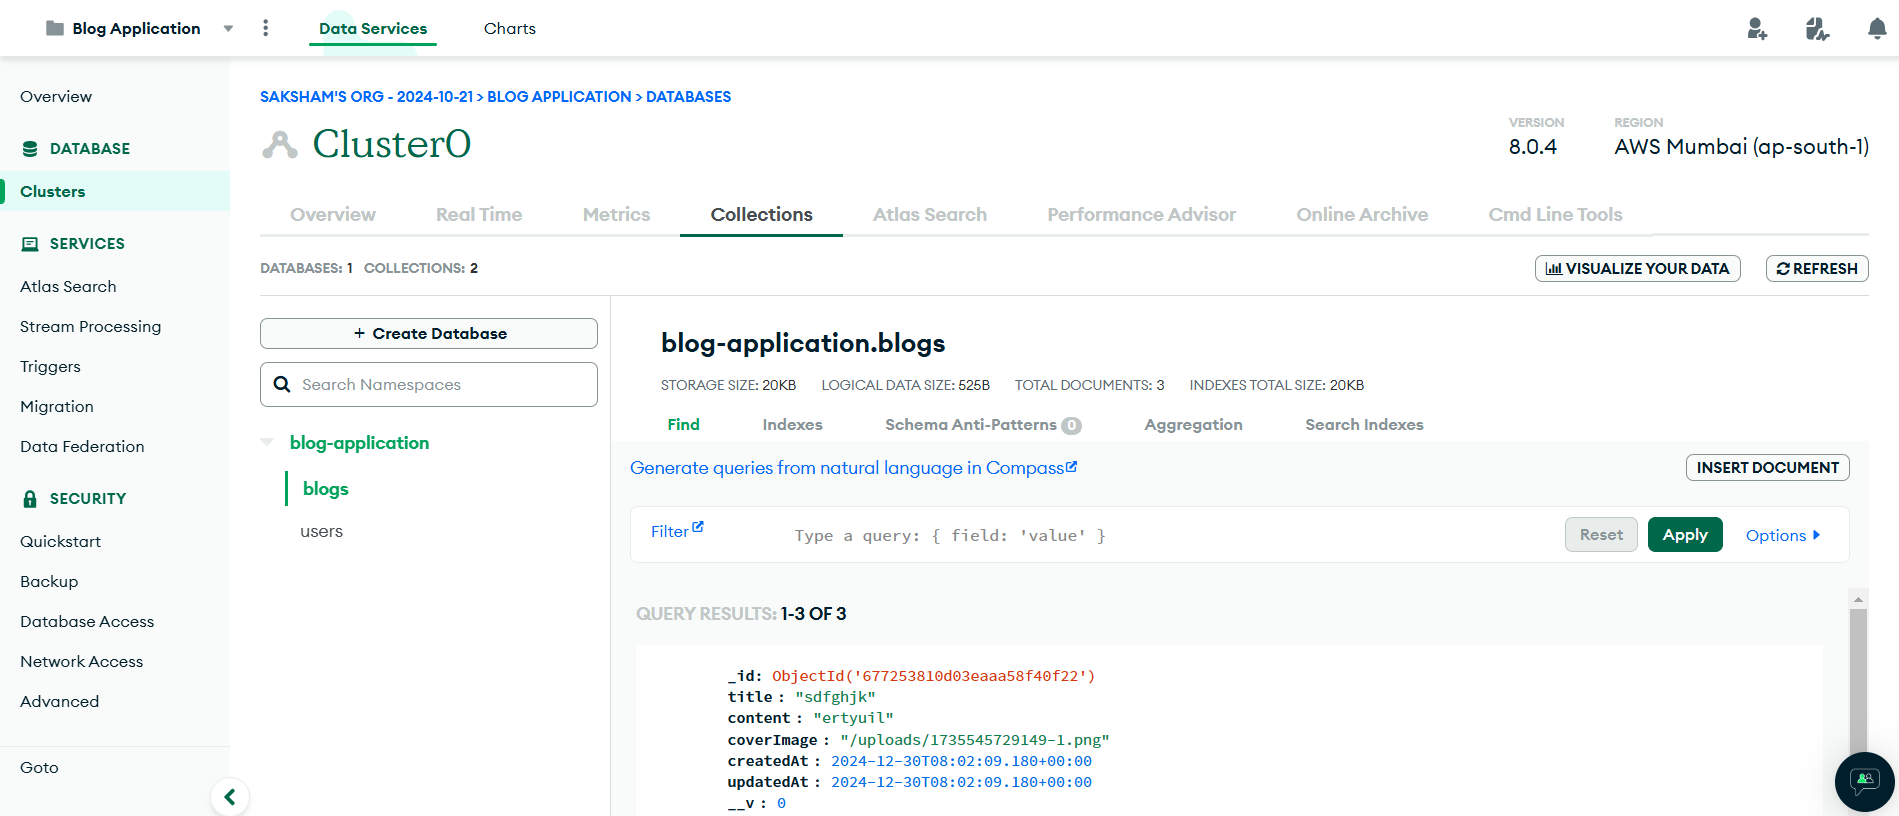 Blog Application
Data Services
Charts
Overview
DATABASE
Clusters
SERVICES
Atlas Search
Stream Processing
Triggers
Migration
Data Federation
SECURITY
Quickstart
Backup
Database Access
Network Access
Advanced
Goto
SAKSHAM'S ORG - 2024-10-21 > BLOG APPLICATION > DATABASES
Cluster0
VERSION
8.0.4
REGION
AWS Mumbai (ap-south-1)
Overview
Real Time
Metrics
Collections
Atlas Search
Performance Advisor
Online Archive
Cmd Line Tools
DATABASES: 1 COLLECTIONS: 2
VISUALIZE YOUR DATA
REFRESH
+ Create Database
Search Namespaces
blog-application
blogs
users
blog-application.blogs
STORAGE SIZE: 20KB LOGICAL DATA SIZE: 525B TOTAL DOCUMENTS: 3 INDEXES TOTAL SIZE: 20KB
Find
Indexes
Schema Anti-Patterns 0
Aggregation
Search Indexes
Generate queries from natural language in Compass
INSERT DOCUMENT
Filter
Type a query: { field: 'value' }
Reset
Apply
Options
QUERY RESULTS: 1-3 OF 3
_id: ObjectId('677253810d03eaaa58f40f22')
title : "sdfghjk"
content : "ertyuil"
coverImage : "/uploads/1735545729149-1.png"
createdAt : 2024-12-30T08:02:09.180+00:00
updatedAt : 2024-12-30T08:02:09.180+00:00
__v : 0